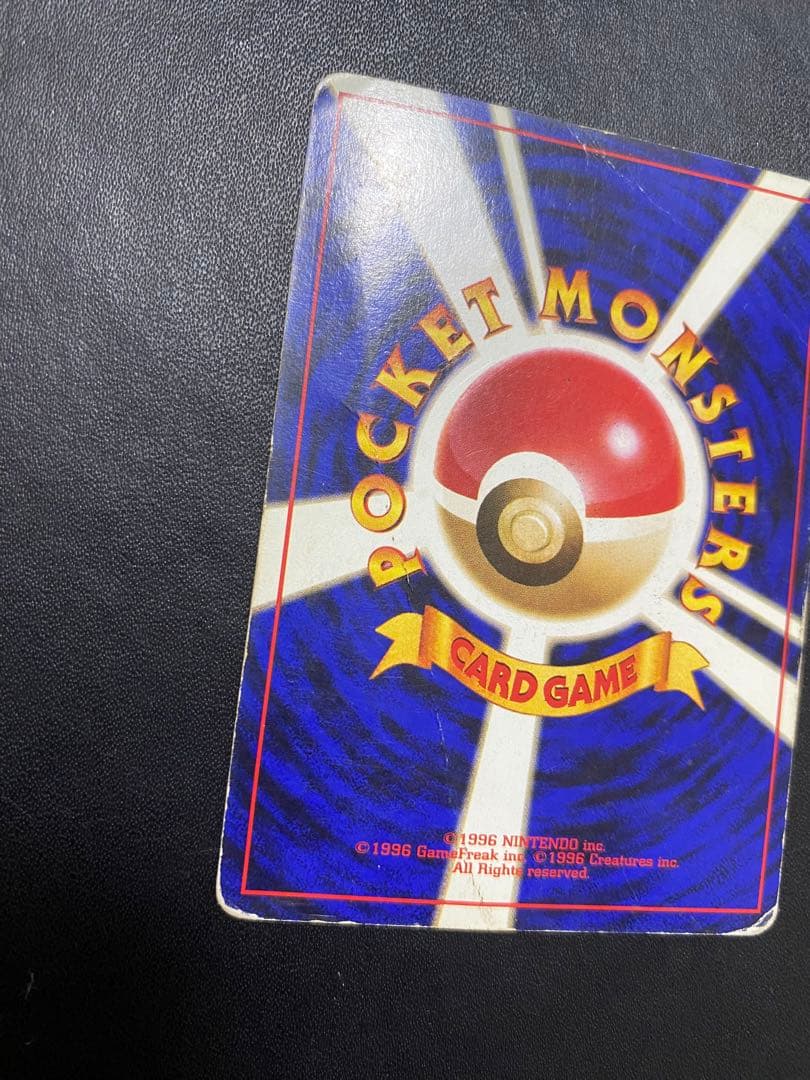 POCKET MONSTERS
CARD GAME
©1996 NINTENDO inc.
©1996 GameFreak inc. ©1996 Creatures inc.
All Rights reserved.